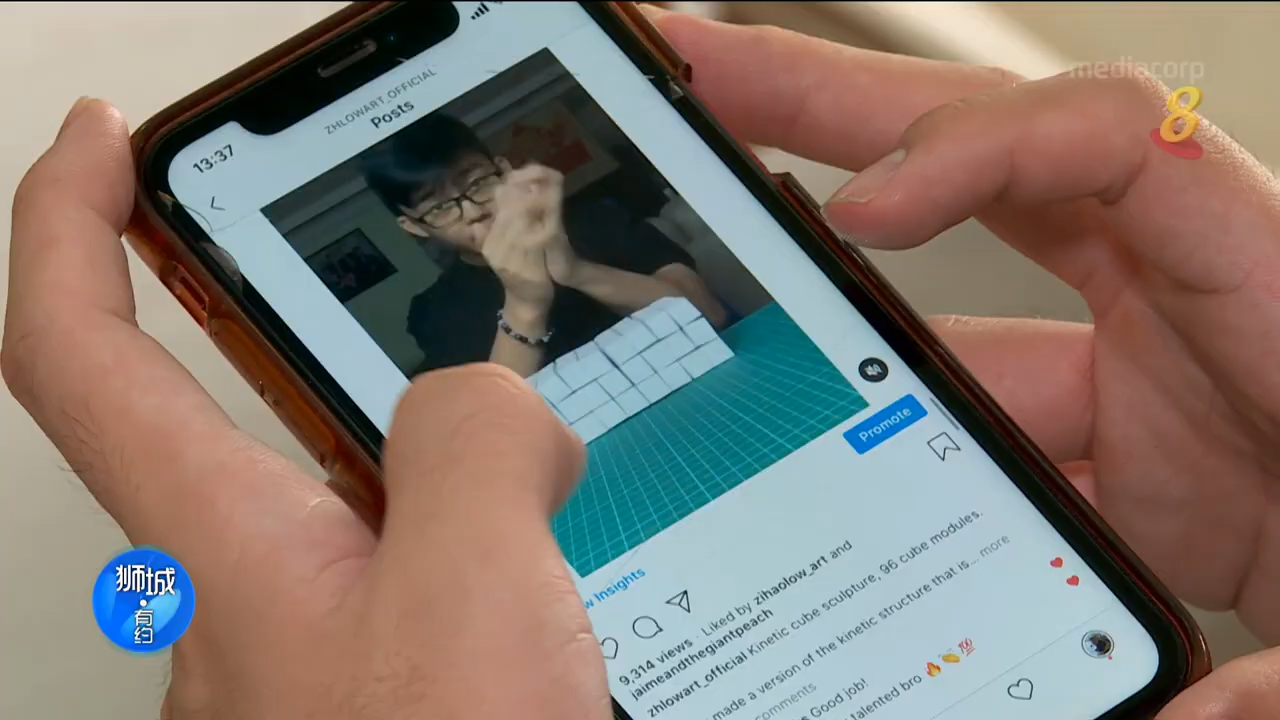 mediacorp
8
13:37
ZHLOWART_OFFICIAL
Posts
Promote
Insights
9,314 views · Liked by zihaolow_art and
jaimeandthegiantpeach
zhlowart_official Kinetic cube sculpture, 96 cube modules.
made a version of the kinetic structure that is... more
comments
Good job!
talented bro 🔥👏💯
狮城
有约